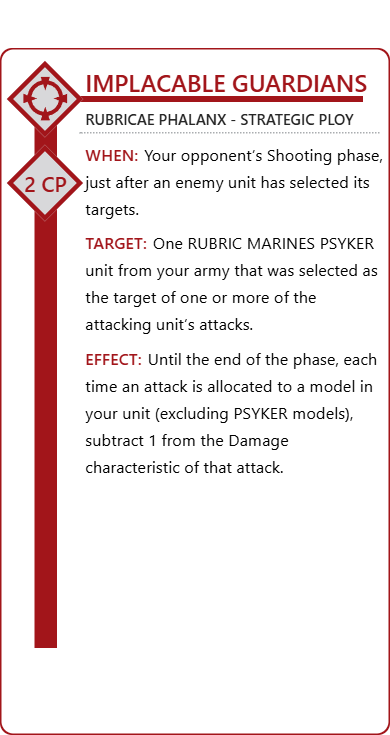 IMPLACABLE GUARDIANS
RUBRICAE PHALANX - STRATEGIC PLOY
2 CP
WHEN: Your opponent's Shooting phase,
just after an enemy unit has selected its
targets.
TARGET: One RUBRIC MARINES PSYKER
unit from your army that was selected as
the target of one or more of the
attacking unit's attacks.
EFFECT: Until the end of the phase, each
time an attack is allocated to a model in
your unit (excluding PSYKER models),
subtract 1 from the Damage
characteristic of that attack.